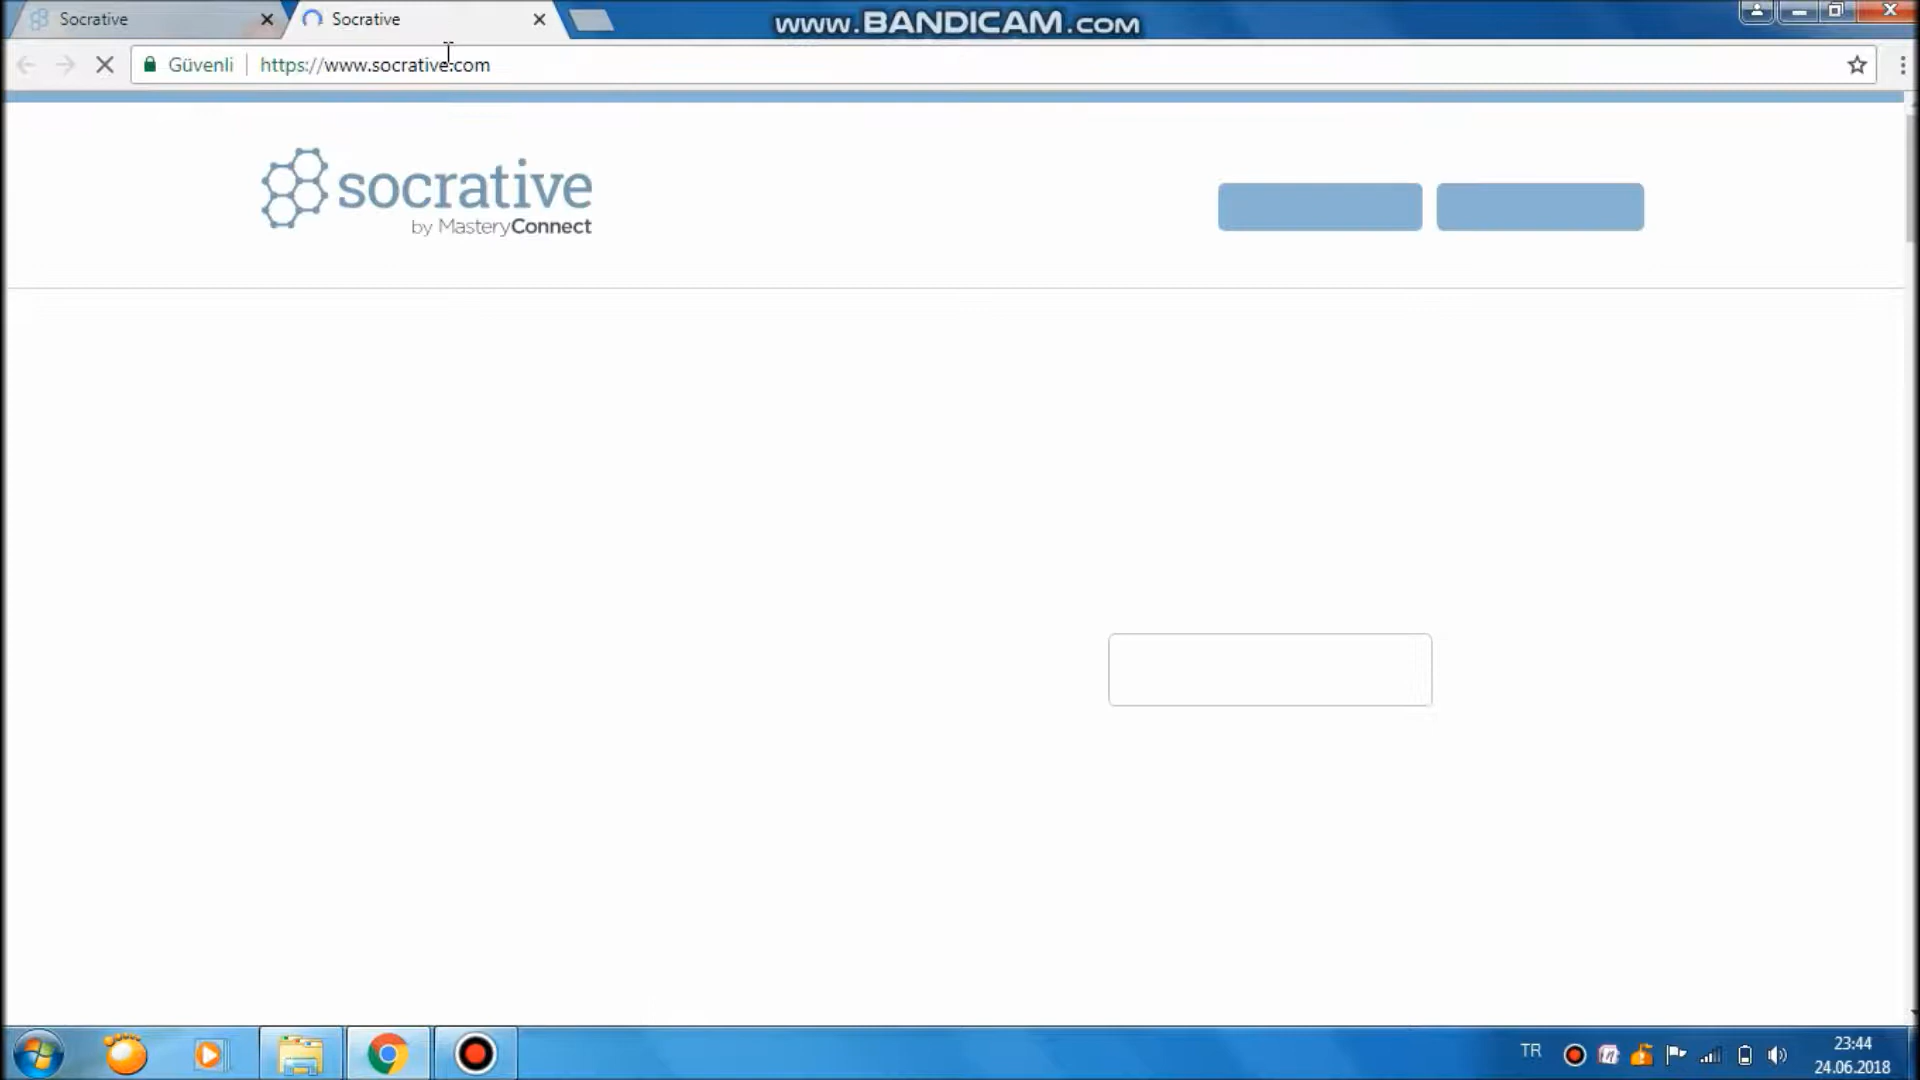 Socrative
Socrative
www.BANDICAM.com
Güvenli
https://www.socrative.com
socrative
by MasteryConnect
TR
23:44
24.06.2018